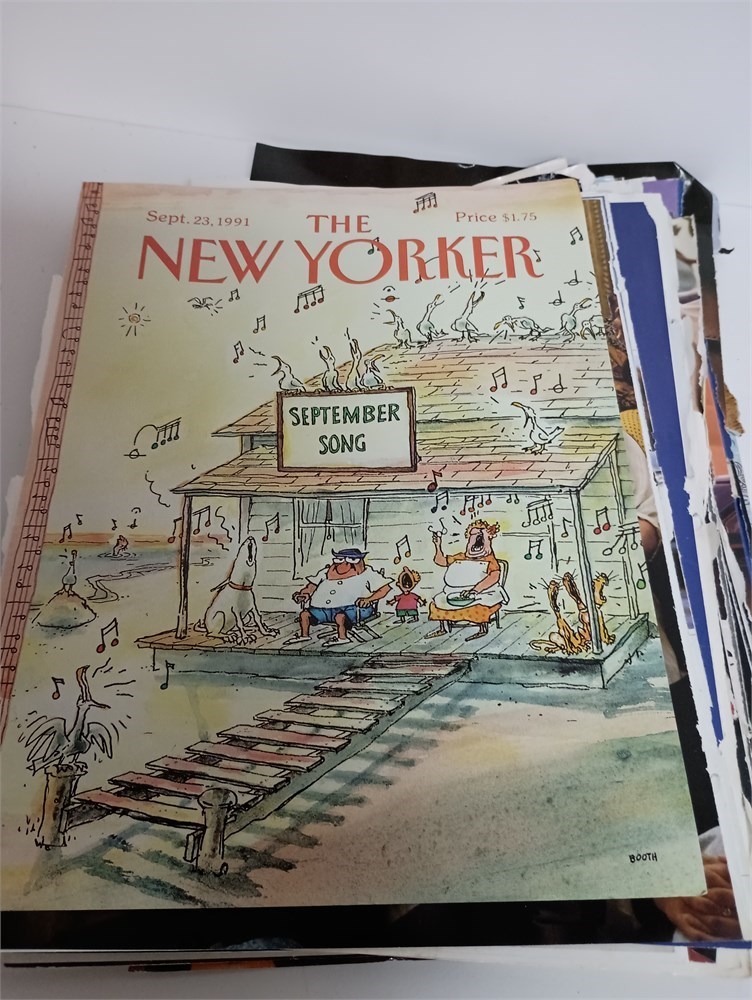 Sept. 23, 1991
THE
Price $1.75
NEW YORKER
SEPTEMBER
SONG
BOOTH